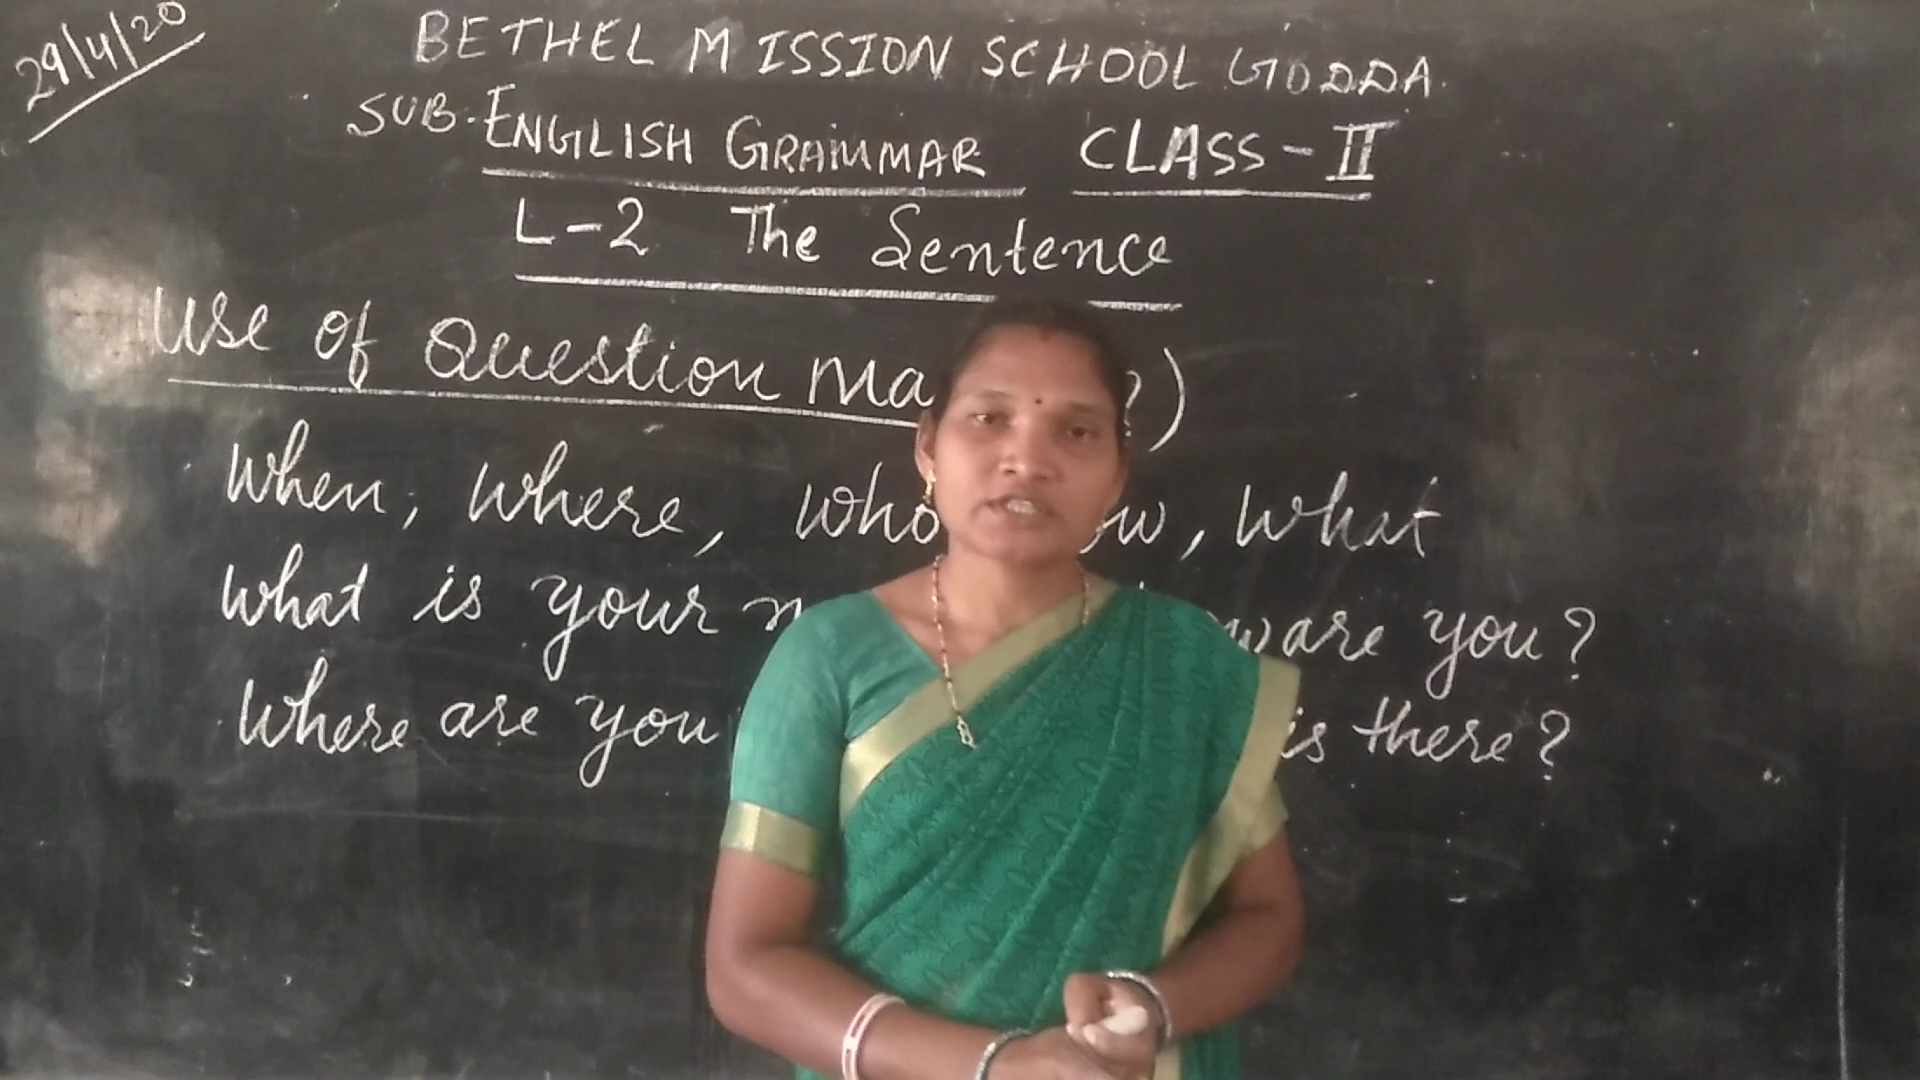 29/4/20
BETHEL MISSION SCHOOL GODDA.
SUB. ENGLISH GRAMMAR CLASS-II
L-2 The Sentence
Use of Question Ma ?)
When, Where, Who ow, What
What is your n ware you?
Where are you is there?